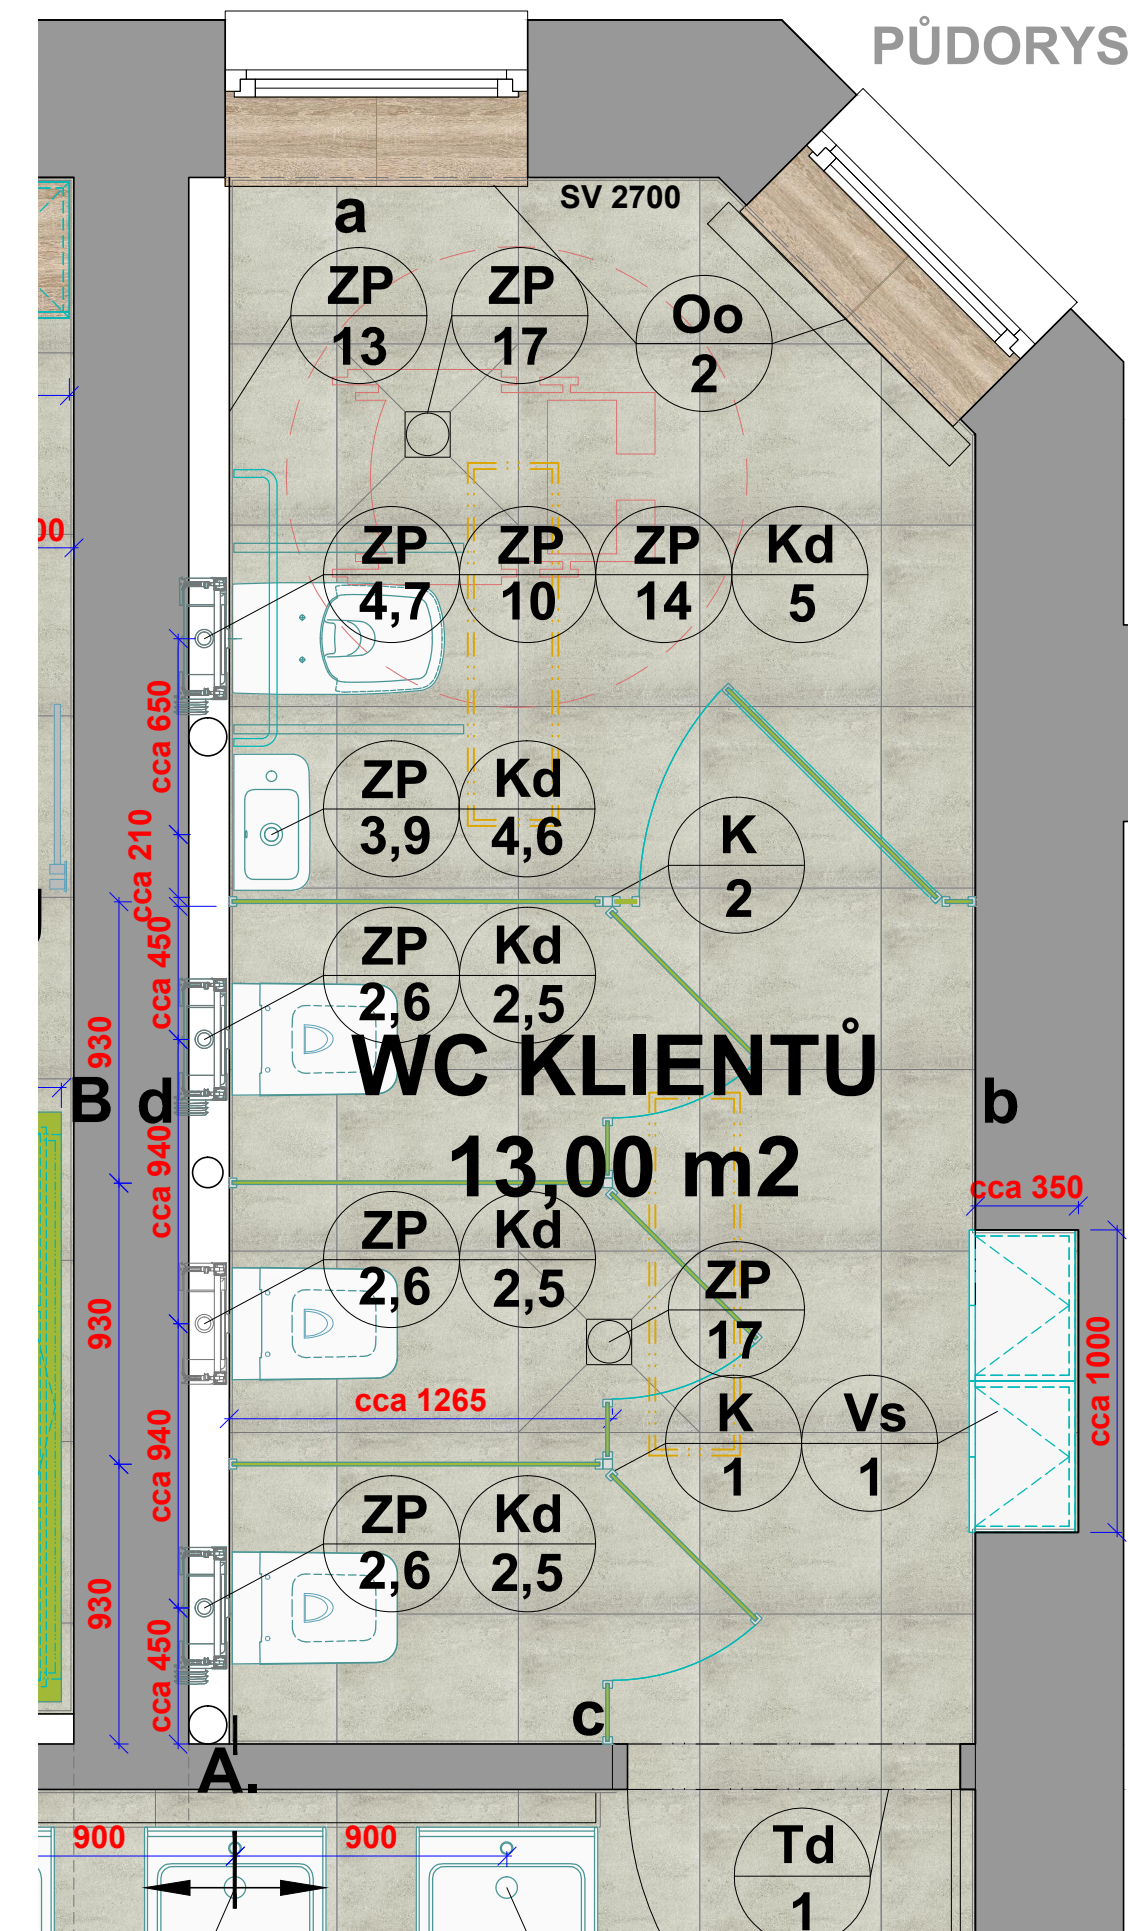 PŮDORYS
SV 2700
a
ZP
13
ZP
17
Oo
2
00
ZP
4,7
ZP
10
ZP
14
Kd
5
cca 650
ZP
3,9
Kd
4,6
K
2
cca 210
cca 450
930
ZP
2,6
Kd
2,5
WC KLIENTŮ
13,00 m2
B
d
b
cca 940
cca 350
ZP
2,6
Kd
2,5
ZP
17
930
cca 1000
cca 1265
K
1
Vs
1
cca 940
ZP
2,6
Kd
2,5
930
cca 450
c
A.
900
900
Td
1